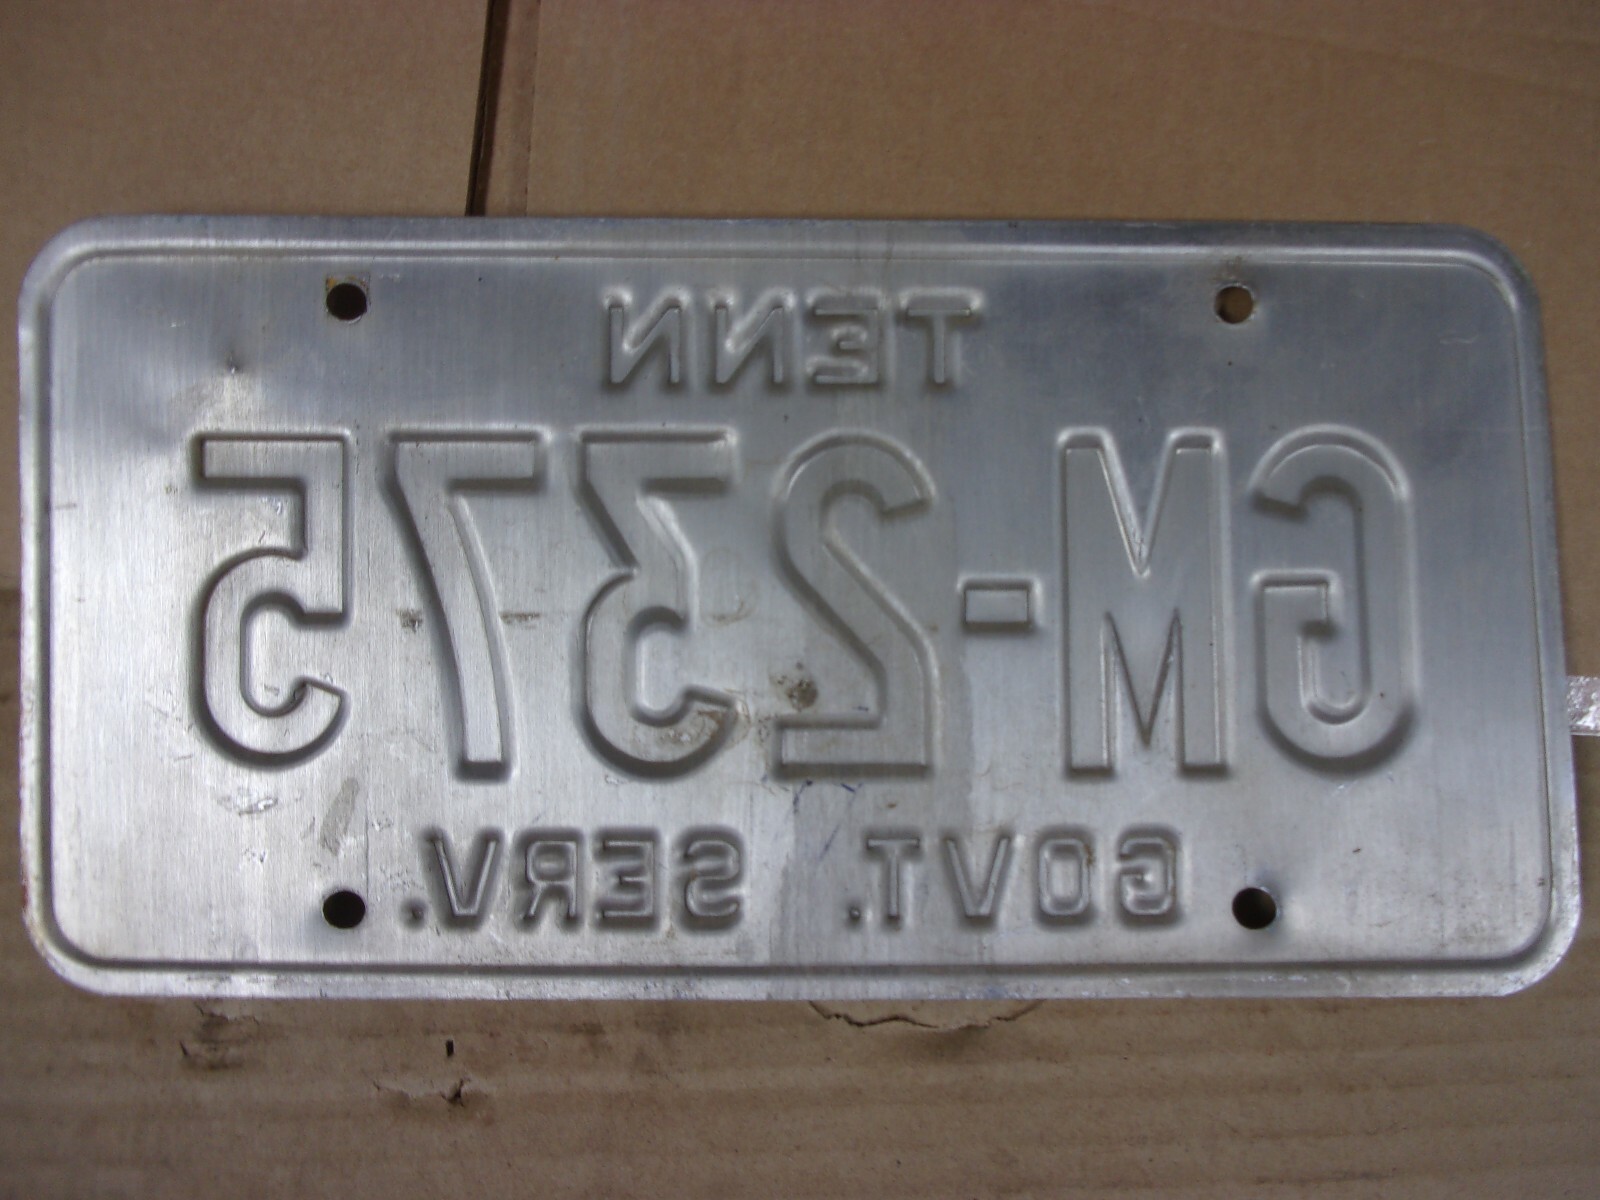 TENN
GM-2375
GOVT. SERV.